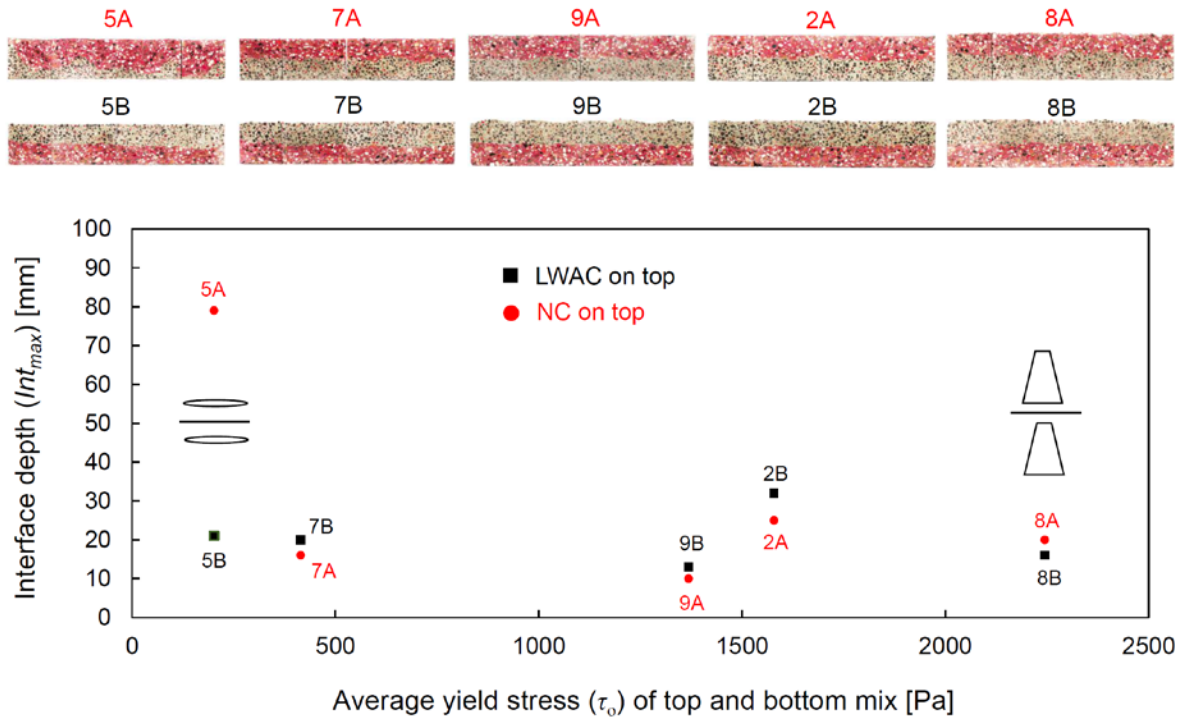 5A 7A 9A 2A 8A
5B 7B 9B 2B 8B
Interface depth (Int_max) [mm]
100
90
80
70
60
50
40
30
20
10
0
LWAC on top
NC on top
5A
5B
7B
7A
9B
9A
2B
2A
8A
8B
0 500 1000 1500 2000 2500
Average yield stress (τ₀) of top and bottom mix [Pa]